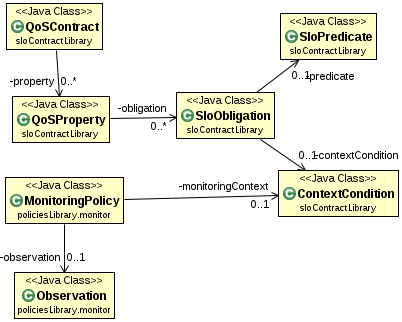 <<Java Class>>
QoSContract
sloContractLibrary
<<Java Class>>
SloPredicate
sloContractLibrary
-property 0..*
0..1
-predicate
<<Java Class>>
QoSProperty
sloContractLibrary
-obligation
0..*
<<Java Class>>
SloObligation
sloContractLibrary
0..1
-contextCondition
<<Java Class>>
MonitoringPolicy
policiesLibrary.monitor
-monitoringContext
0..1
<<Java Class>>
ContextCondition
sloContractLibrary
-observation 0..1
<<Java Class>>
Observation
policiesLibrary.monitor